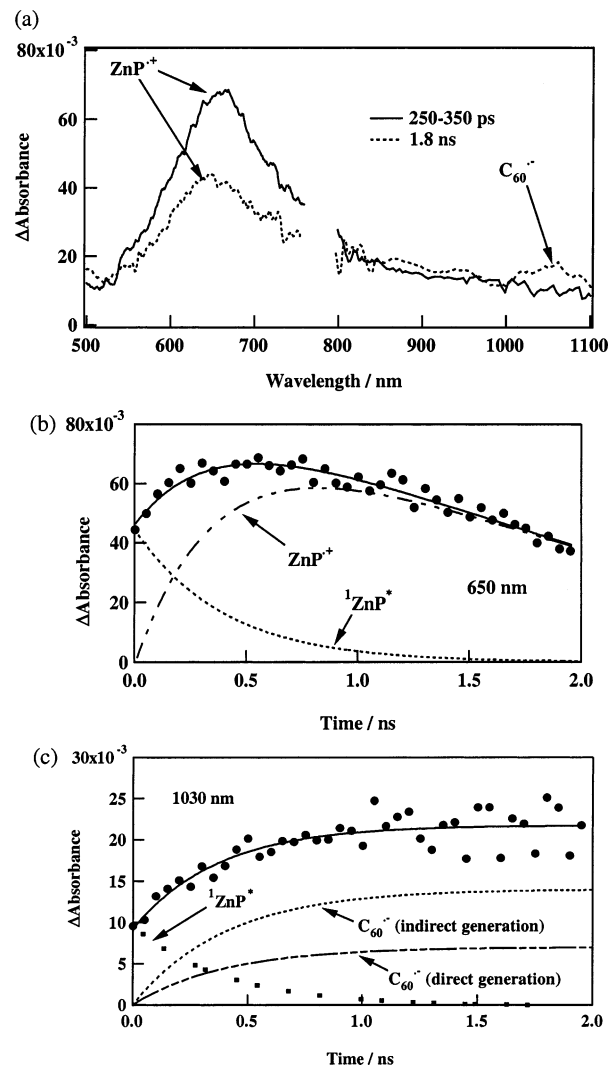 (a)
80x10⁻³
60
40
20
0
ΔAbsorbance
ZnP·⁺
250-350 ps
1.8 ns
C₆₀·⁻
500 600 700 800 900 1000 1100
Wavelength / nm
(b)
80x10⁻³
60
40
20
0
ΔAbsorbance
ZnP·⁺
¹ZnP*
650 nm
0.0 0.5 1.0 1.5 2.0
Time / ns
(c)
30x10⁻³
25
20
15
10
5
0
ΔAbsorbance
1030 nm
¹ZnP*
C₆₀·⁻ (indirect generation)
C₆₀·⁻ (direct generation)
0.0 0.5 1.0 1.5 2.0
Time / ns